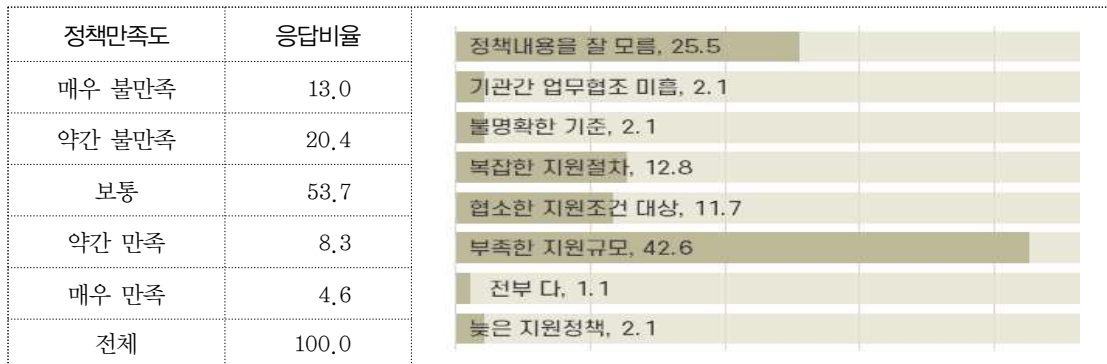 정책만족도 응답비율
매우 불만족 13.0
약간 불만족 20.4
보통 53.7
약간 만족 8.3
매우 만족 4.6
전체 100.0
정책내용을 잘 모름, 25.5
기관간 업무협조 미흡, 2.1
불명확한 기준, 2.1
복잡한 지원절차, 12.8
협소한 지원조건 대상, 11.7
부족한 지원규모, 42.6
전부 다, 1.1
늦은 지원정책, 2.1